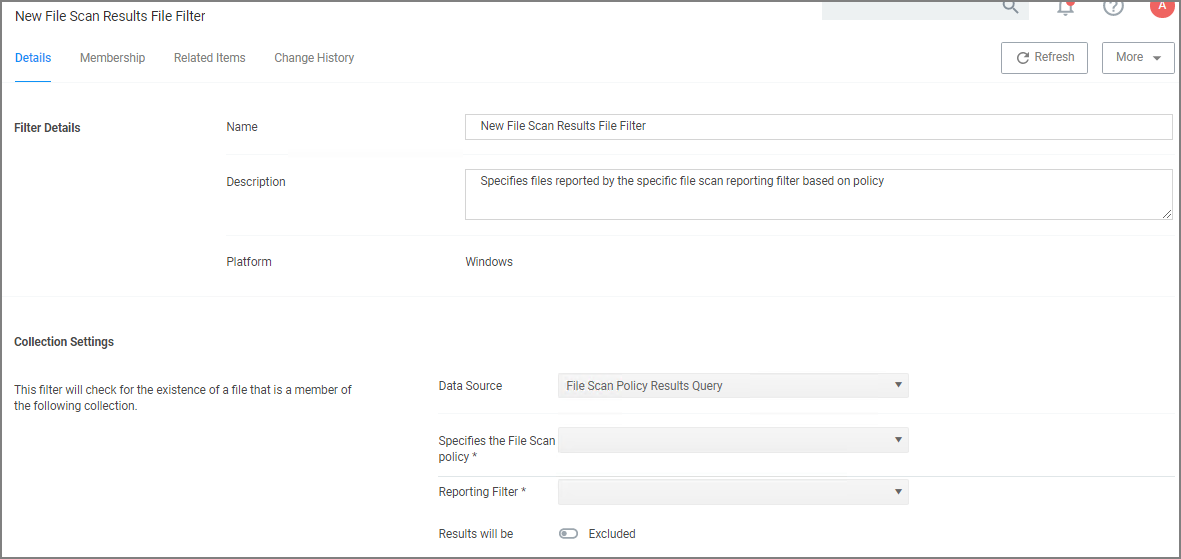 New File Scan Results File Filter
A
Details Membership Related Items Change History Refresh More
Filter Details Name New File Scan Results File Filter
Description Specifies files reported by the specific file scan reporting filter based on policy
Platform Windows
Collection Settings
This filter will check for the existence of a file that is a member of
the following collection.
Data Source File Scan Policy Results Query
Specifies the File Scan
policy *
Reporting Filter *
Results will be Excluded